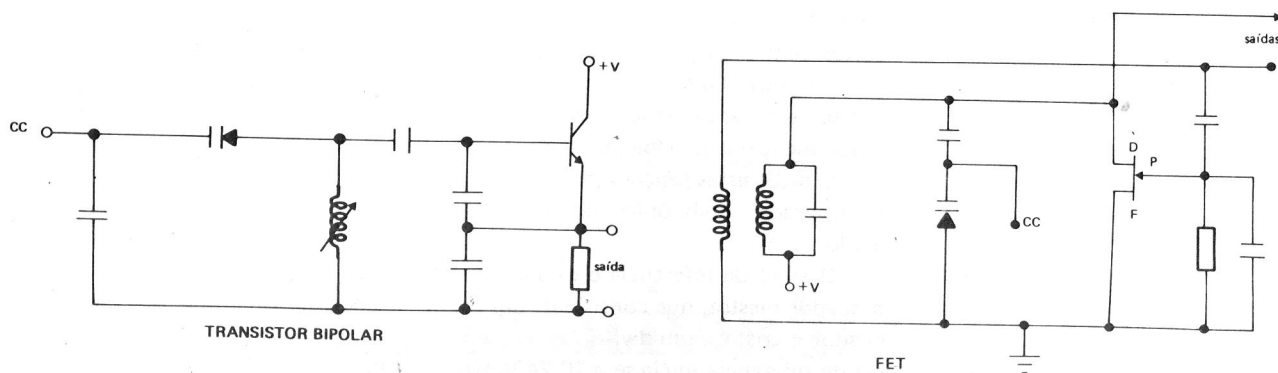 CC
+V
saída
TRANSISTOR BIPOLAR
saídas
D
P
F
CC
+V
FET